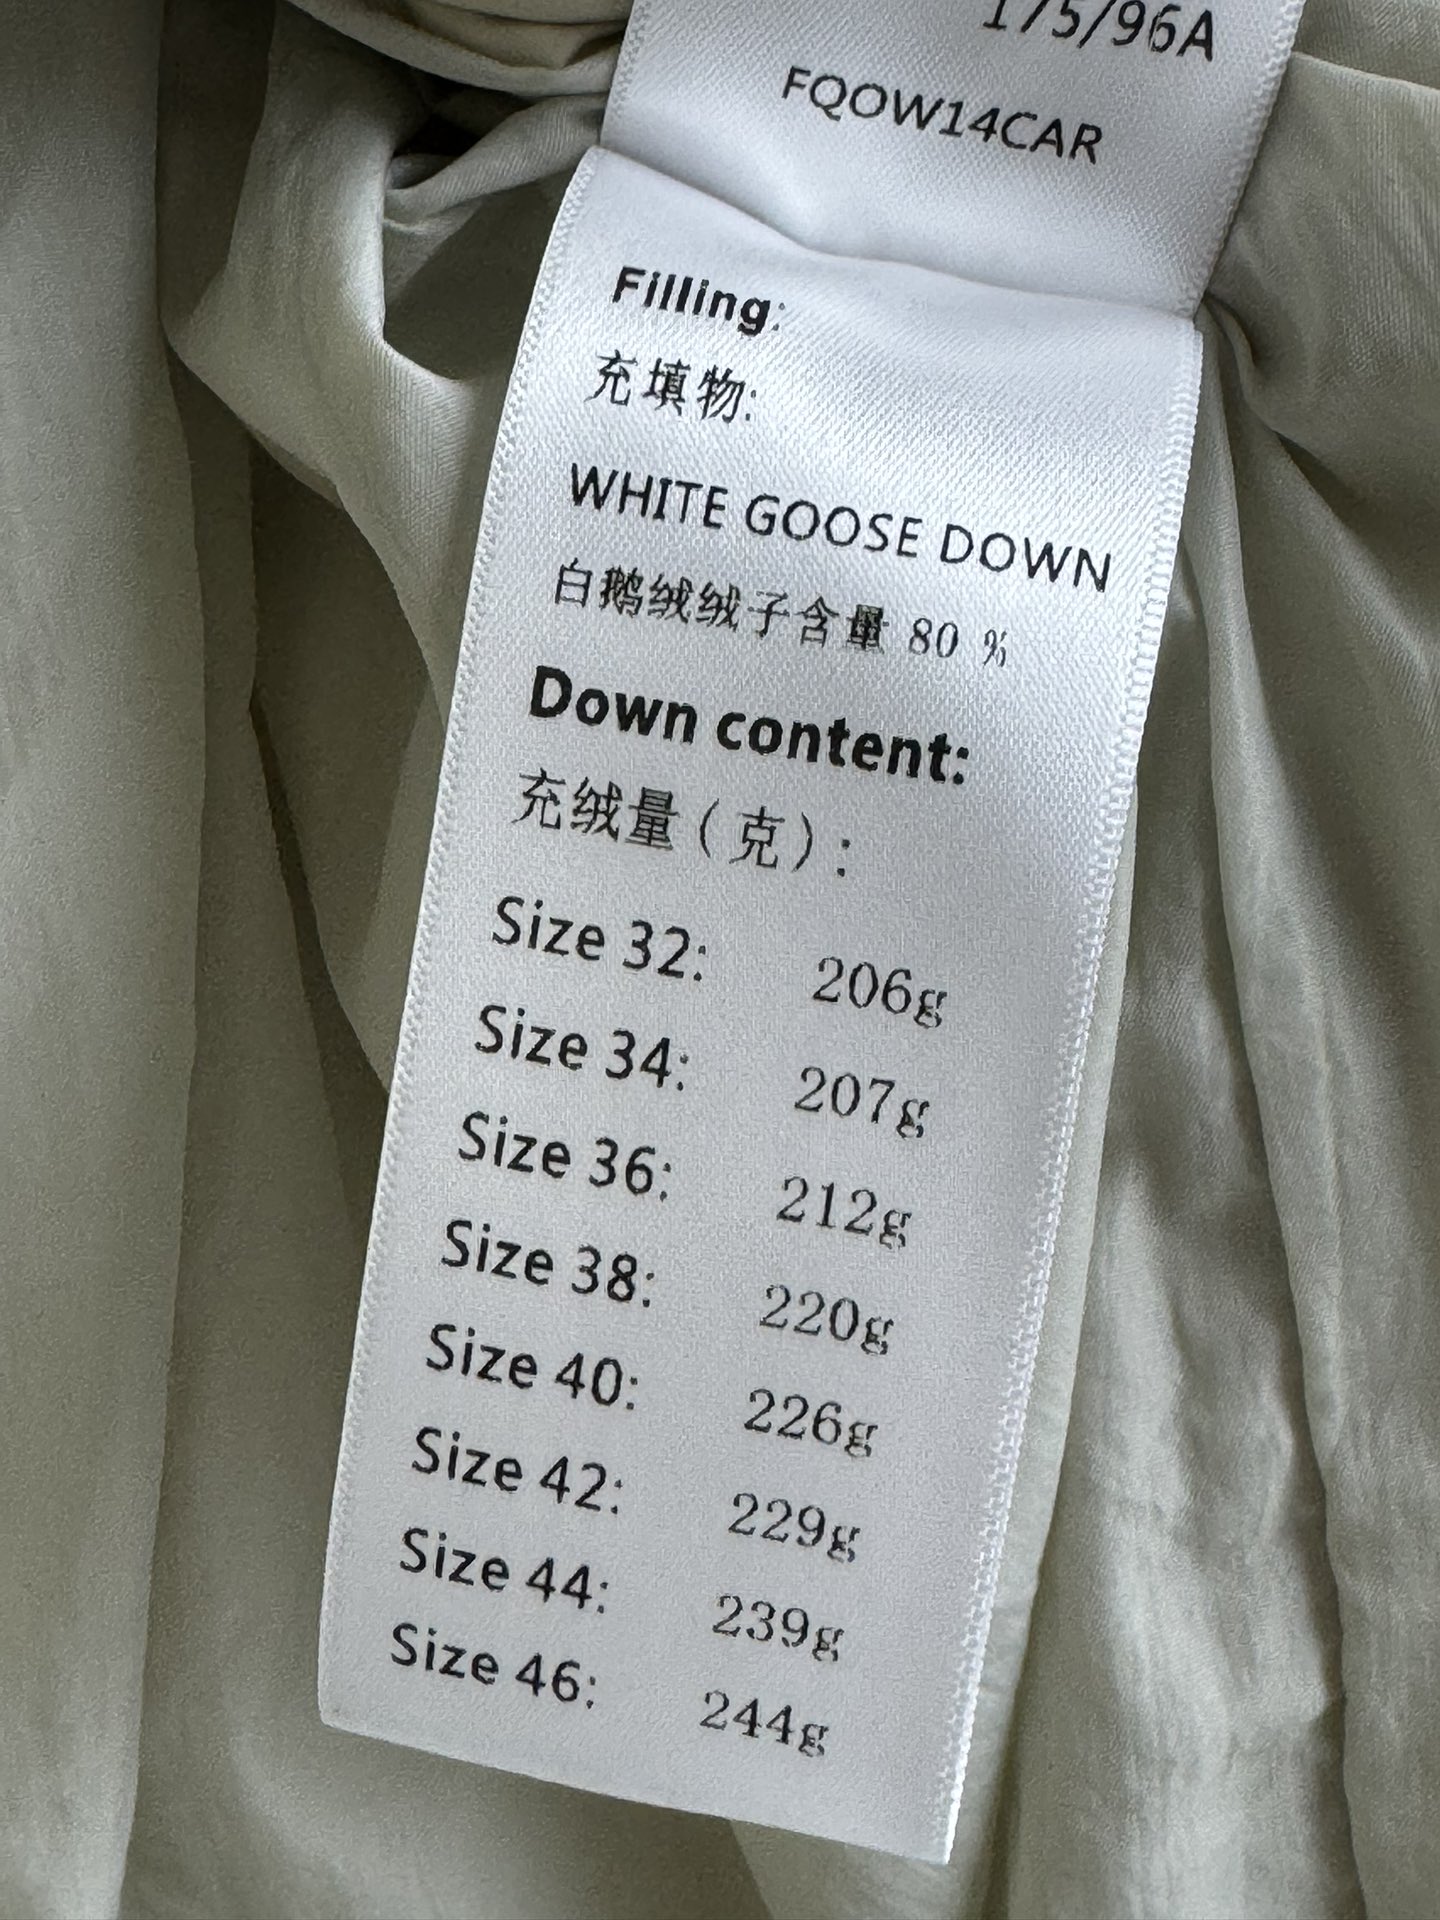 175/96A
FQOW14CAR
Filling:
充填物:
WHITE GOOSE DOWN
白鹅绒绒子含量 80 %
Down content:
充绒量(克):
Size 32: 206g
Size 34: 207g
Size 36: 212g
Size 38: 220g
Size 40: 226g
Size 42: 229g
Size 44: 239g
Size 46: 244g